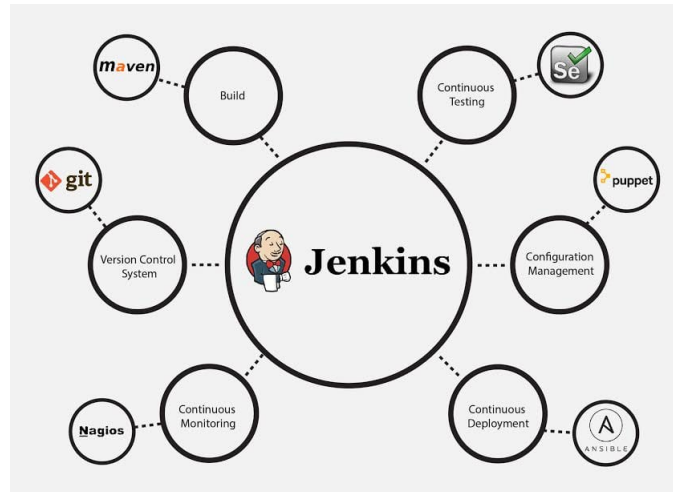 maven
Build
Continuous
Testing
Se
git
puppet
Version Control
System
Jenkins
Configuration
Management
Nagios
Continuous
Monitoring
Continuous
Deployment
A
ANSIBLE